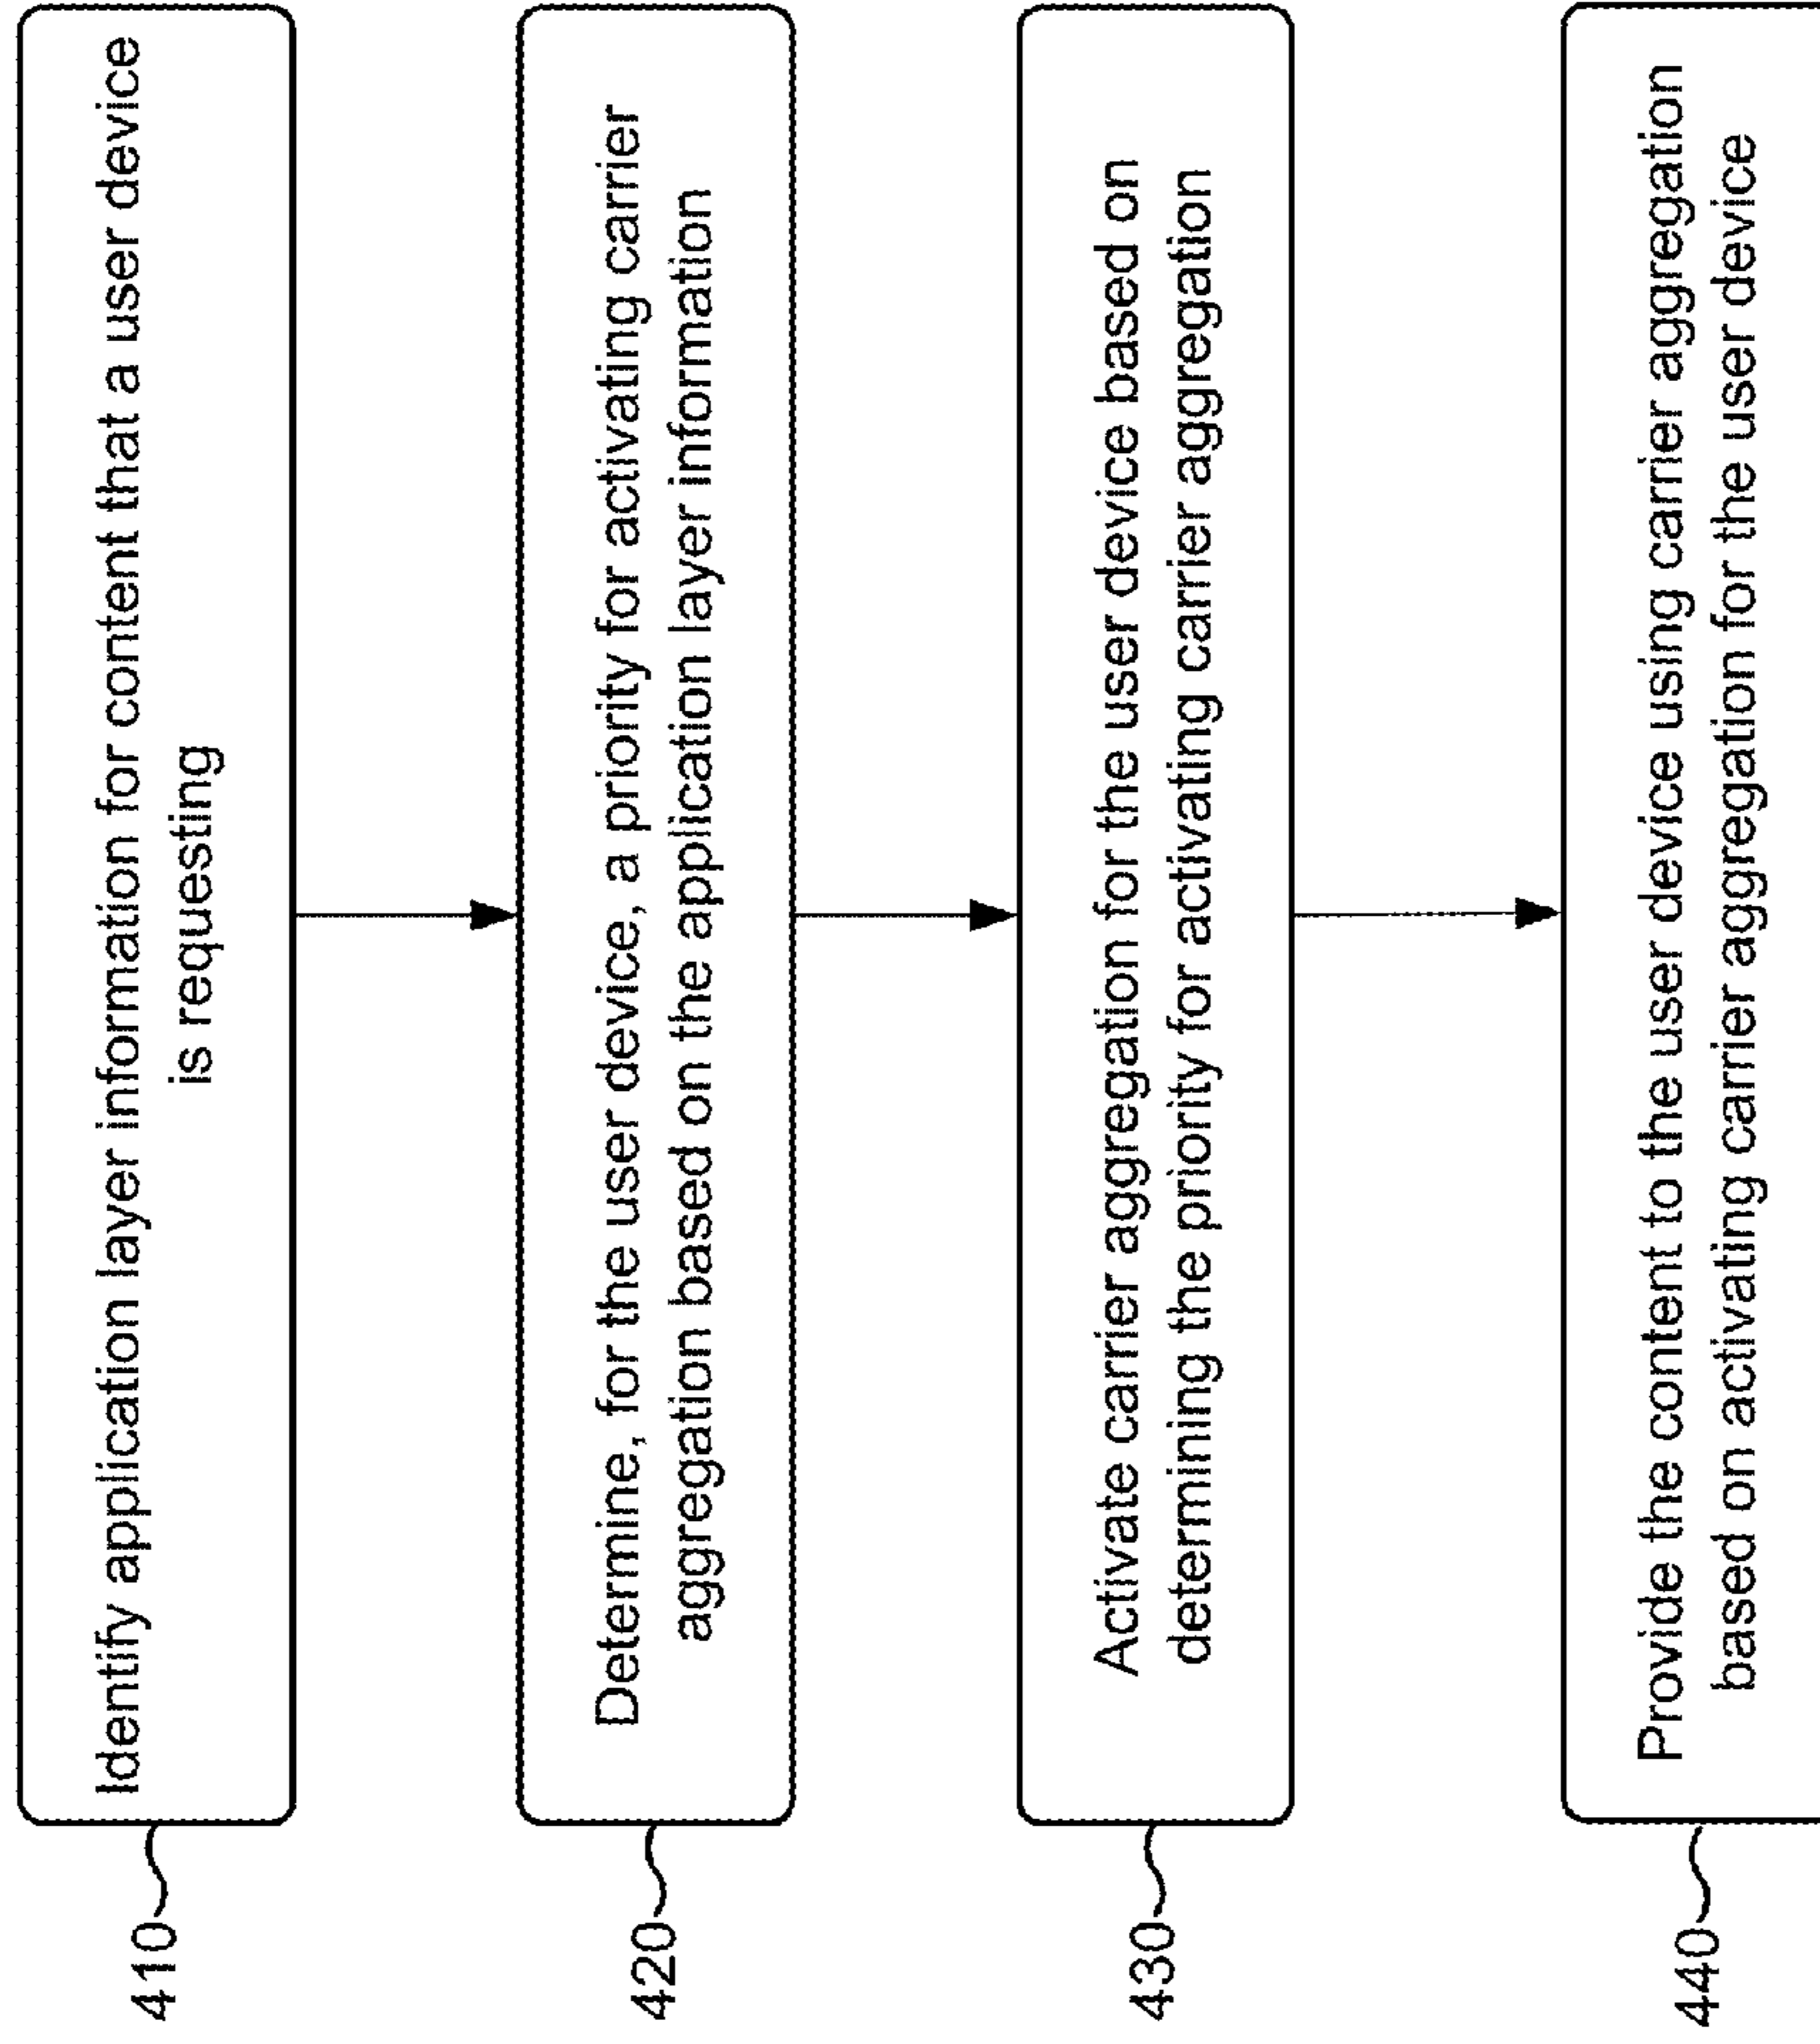 410
Identify application layer information for content that a user device
is requesting
420
Determine, for the user device, a priority for activating carrier
aggregation based on the application layer information
430
Activate carrier aggregation for the user device based on
determining the priority for activating carrier aggregation
440
Provide the content to the user device using carrier aggregation
based on activating carrier aggregation for the user device